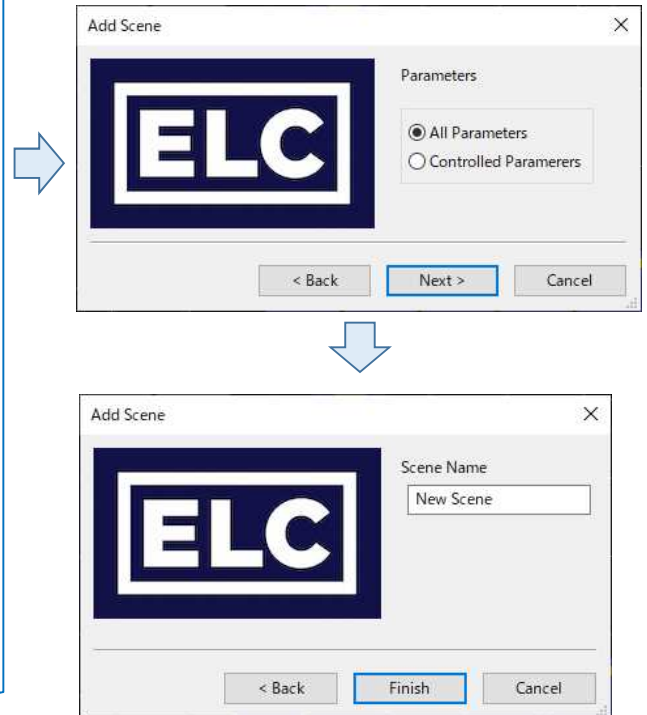 Add Scene
ELC
Parameters
All Parameters
Controlled Paramerers
< Back Next > Cancel
Add Scene
ELC
Scene Name
New Scene
< Back Finish Cancel